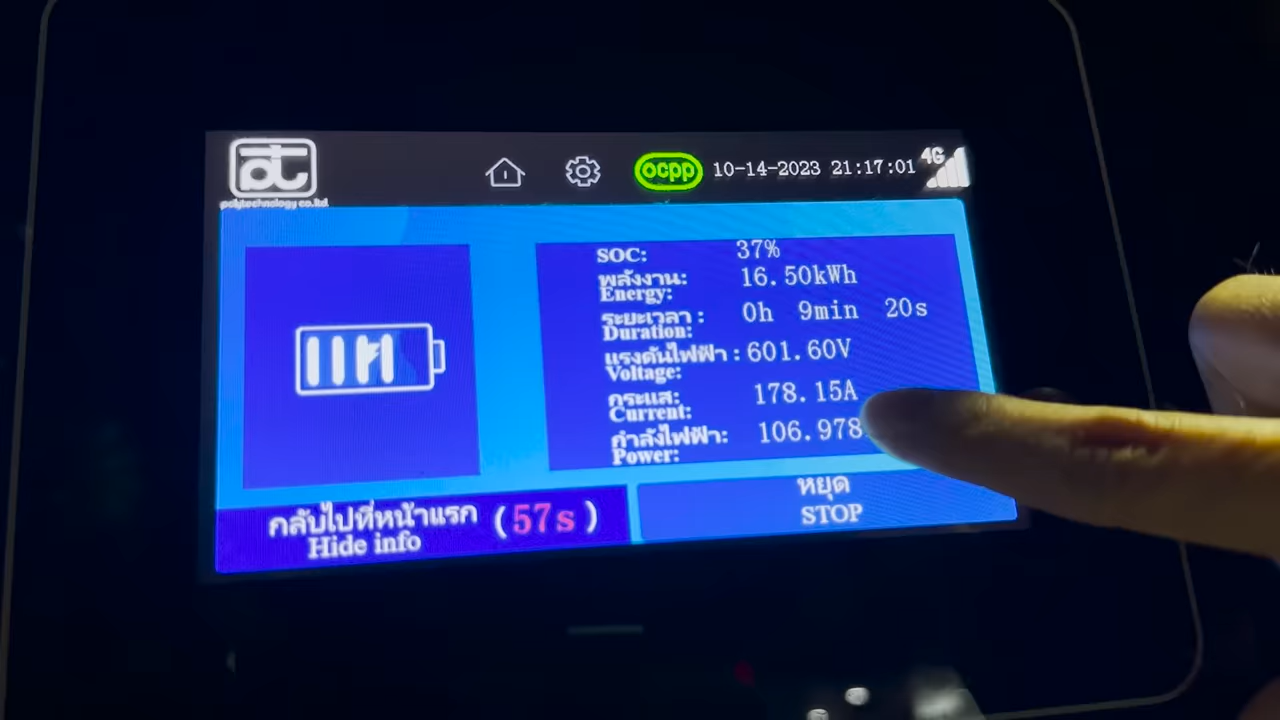 polytechnology co.ltd
ocpp
10-14-2023 21:17:01
4G
SOC: 37%
พลังงาน: 16.50kWh
Energy:
ระยะเวลา : 0h 9min 20s
Duration:
แรงดันไฟฟ้า : 601.60V
Voltage:
กระแส: 178.15A
Current:
กำลังไฟฟ้า: 106.978
Power:
กลับไปที่หน้าแรก (57s)
Hide info
หยุด
STOP